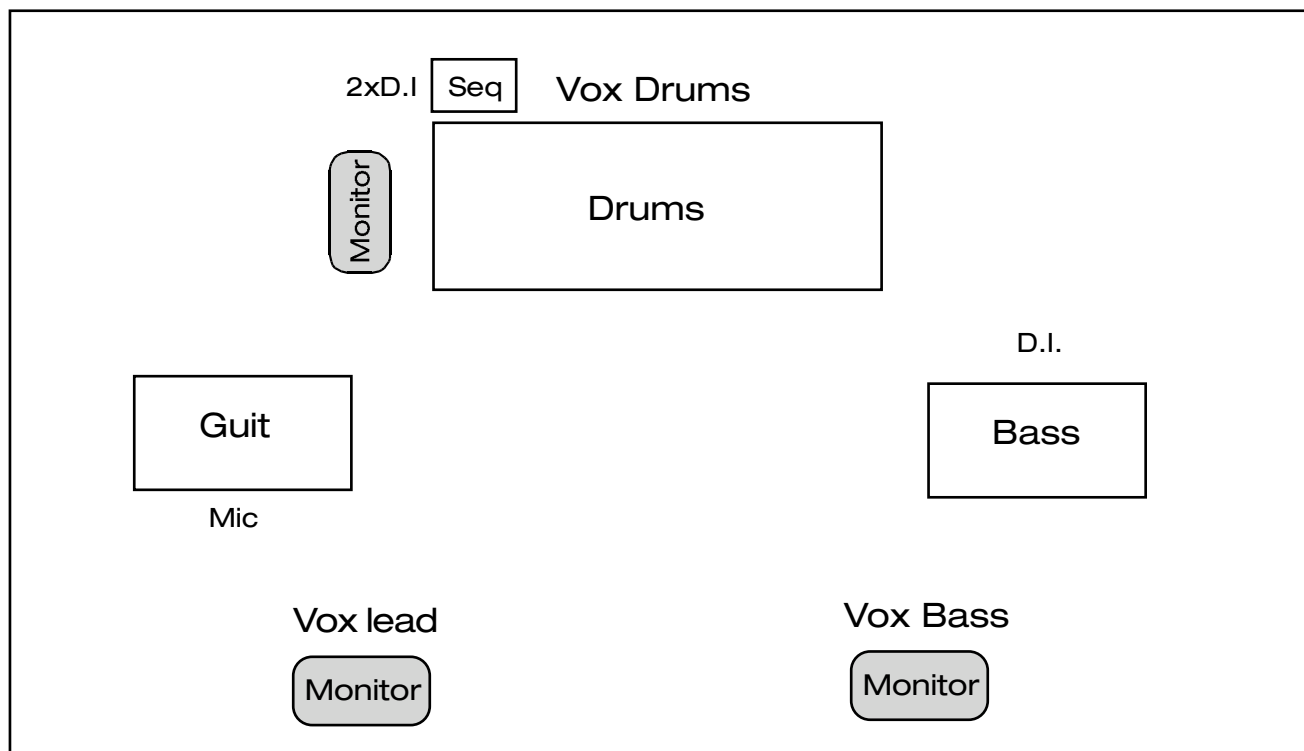 2xD.I
Seq
Vox Drums
Monitor
Drums
D.I.
Guit
Bass
Mic
Vox lead
Vox Bass
Monitor
Monitor